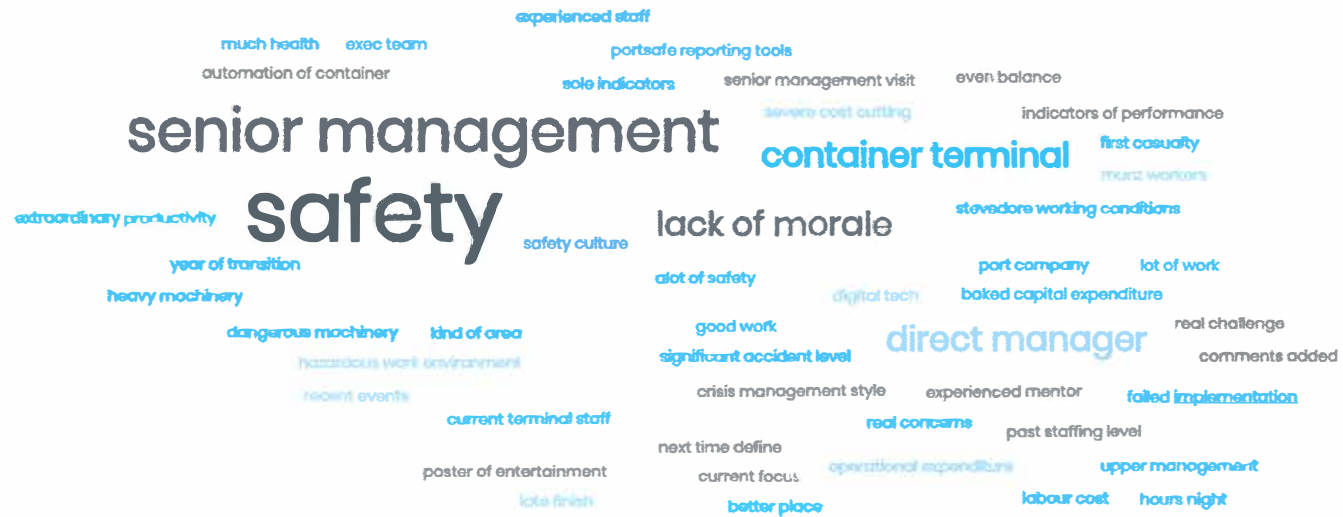 experienced staff
much health
exec team
portsafe reporting tools
automation of container
sole indicators
senior management visit
even balance
severe cost cutting
indicators of performance
senior management
container terminal
first casualty
extraordinary productivity
safety
lack of morale
stevedore working conditions
safety culture
year of transition
alot of safety
port company
lot of work
heavy machinery
digital tech
baked capital expenditure
dangerous machinery
kind of area
good work
direct manager
real challenge
hazardous work environment
significant accident level
comments added
recent events
crisis management style
experienced mentor
failed implementation
current terminal staff
real concerns
past staffing level
next time define
poster of entertainment
current focus
operational expenditure
upper management
late finish
better place
labour cost
hours night